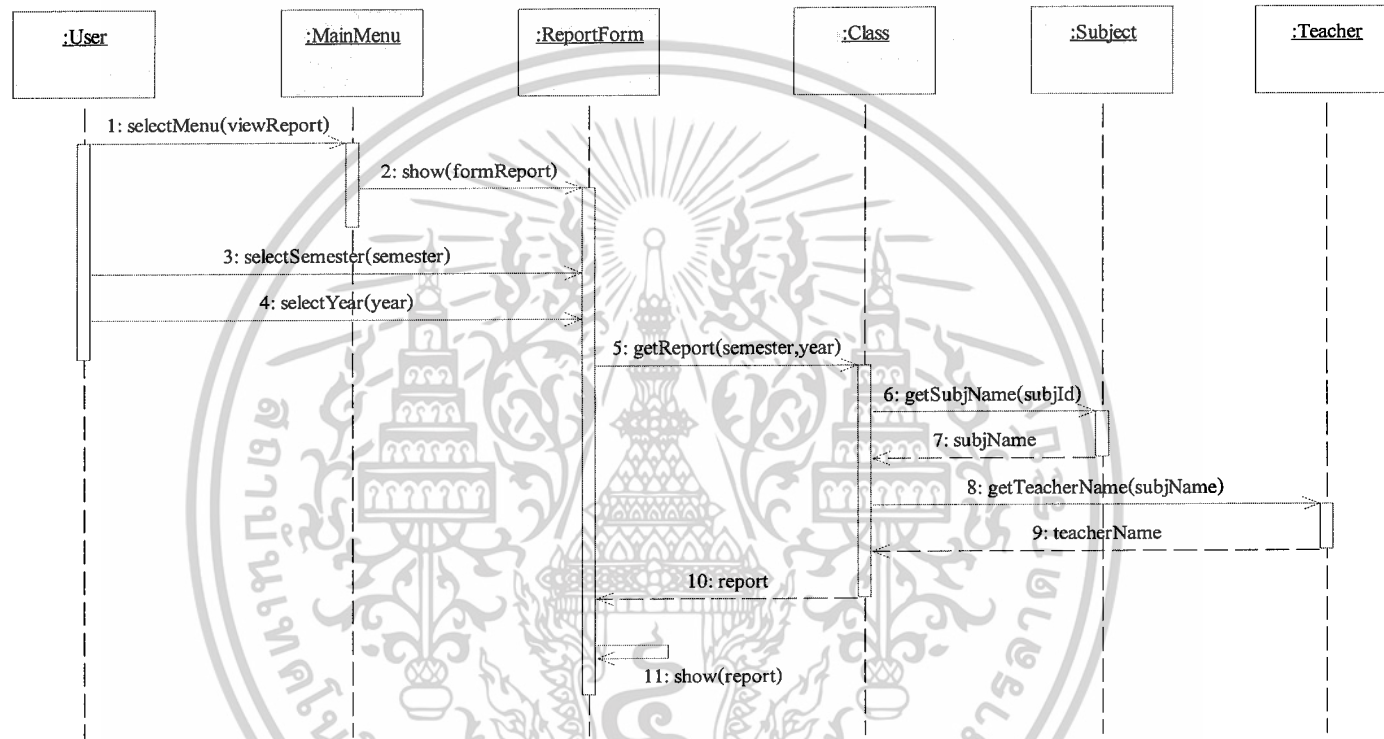 :User
:MainMenu
:ReportForm
:Class
:Subject
:Teacher
1: selectMenu(viewReport)
2: show(formReport)
3: selectSemester(semester)
4: selectYear(year)
5: getReport(semester,year)
6: getSubjName(subjId)
7: subjName
8: getTeacherName(subjName)
9: teacherName
10: report
11: show(report)